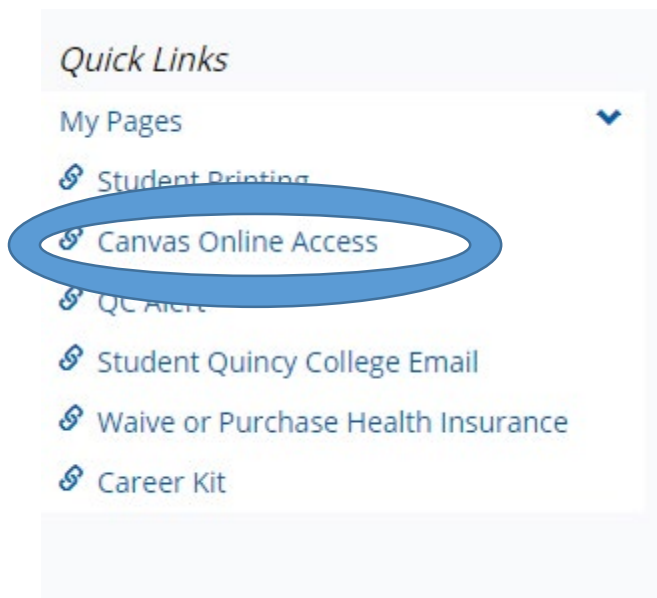 Quick Links
My Pages
Student Printing
Canvas Online Access
QC Alert
Student Quincy College Email
Waive or Purchase Health Insurance
Career Kit